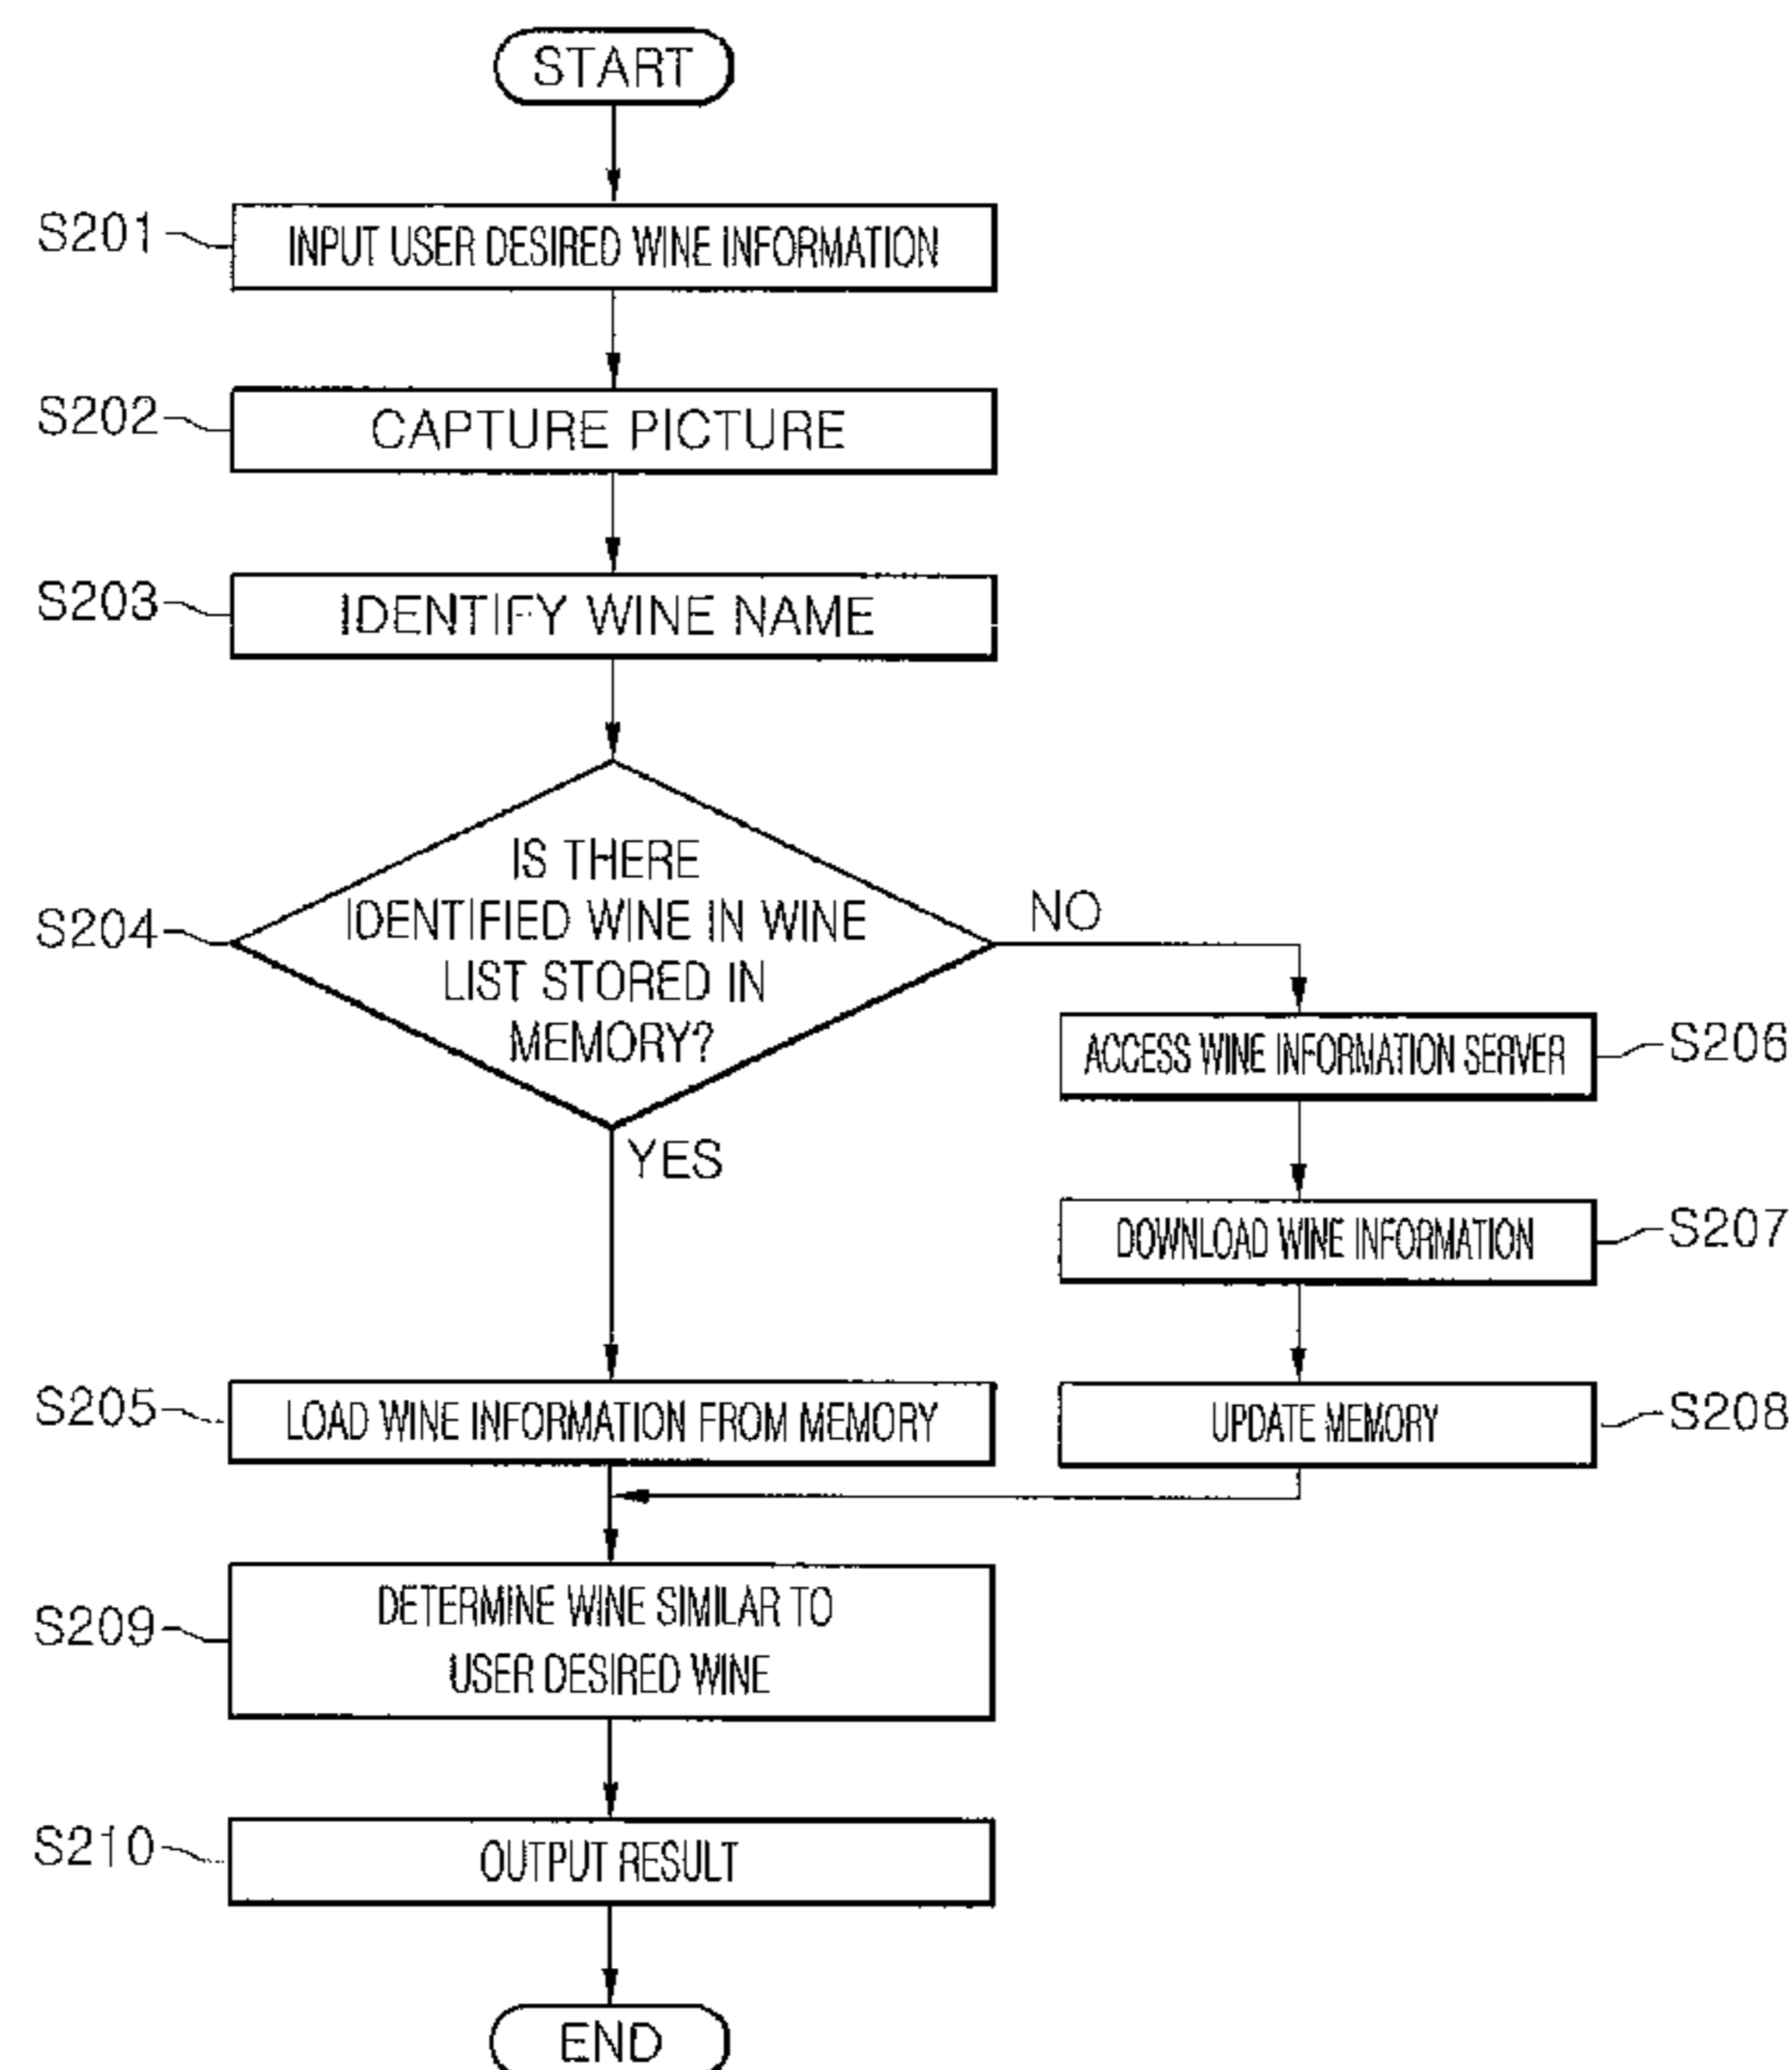 START
S201
INPUT USER DESIRED WINE INFORMATION
S202
CAPTURE PICTURE
S203
IDENTIFY WINE NAME
S204
IS THERE
IDENTIFIED WINE IN WINE
LIST STORED IN
MEMORY?
NO
YES
ACCESS WINE INFORMATION SERVER
S206
DOWNLOAD WINE INFORMATION
S207
S205
LOAD WINE INFORMATION FROM MEMORY
UPDATE MEMORY
S208
S209
DETERMINE WINE SIMILAR TO
USER DESIRED WINE
S210
OUTPUT RESULT
END